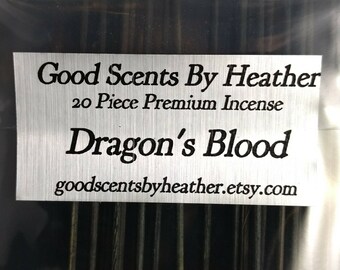 Good Scents By Heather
20 Piece Premium Incense
Dragon's Blood
goodscentsbyheather.etsy.com